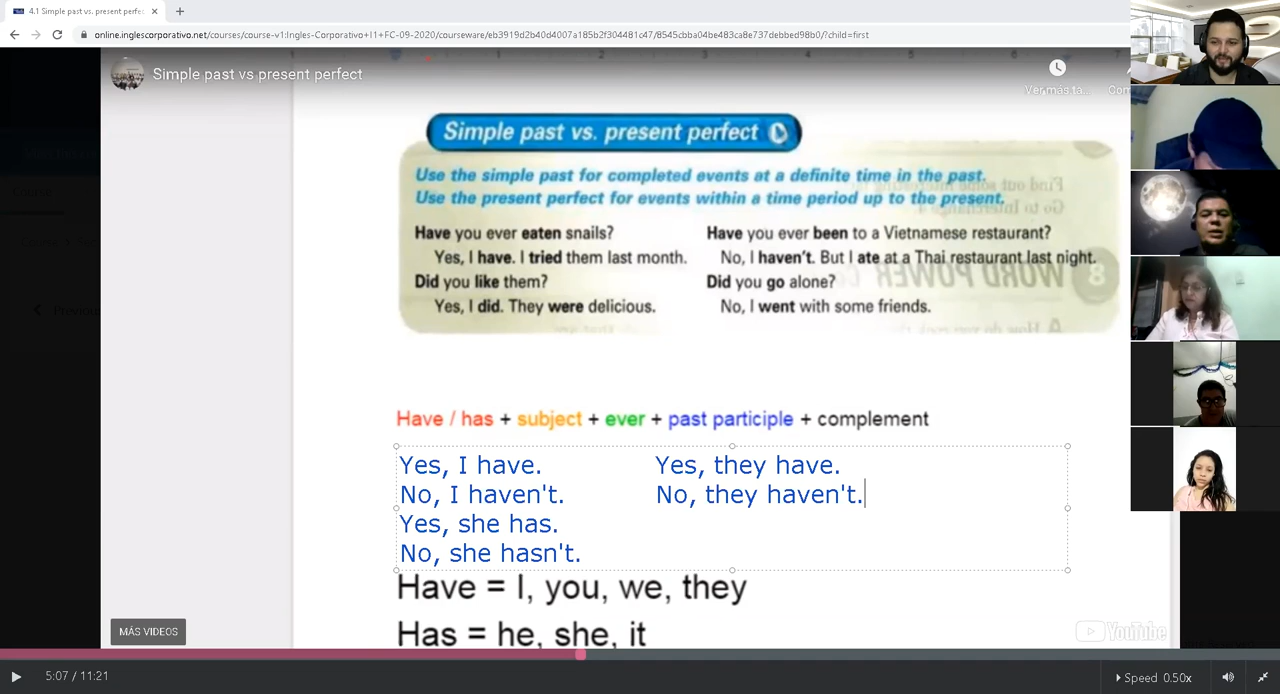 4.1 Simple past vs. present perfe
online.inglescorporativo.net/courses/course-v1:Ingles-Corporativo+I1+FC-09-2020/courseware/eb3919d2b40d4007a185b2f304481c47/8545cbba04be483ca8e737debbed98b0/?child=first
Simple past vs present perfect
Ver más ta...
Com
Simple past vs. present perfect
Use the simple past for completed events at a definite time in the past.
Use the present perfect for events within a time period up to the present.
Have you ever eaten snails?
Yes, I have. I tried them last month.
Did you like them?
Yes, I did. They were delicious.
Have you ever been to a Vietnamese restaurant?
No, I haven't. But I ate at a Thai restaurant last night.
Did you go alone?
No, I went with some friends.
Have / has + subject + ever + past participle + complement
Yes, I have.
No, I haven't.
Yes, she has.
No, she hasn't.
Yes, they have.
No, they haven't.
Have = I, you, we, they
Has = he, she, it
Previous
MÁS VIDEOS
YouTube
5:07 / 11:21
Speed 0.50x